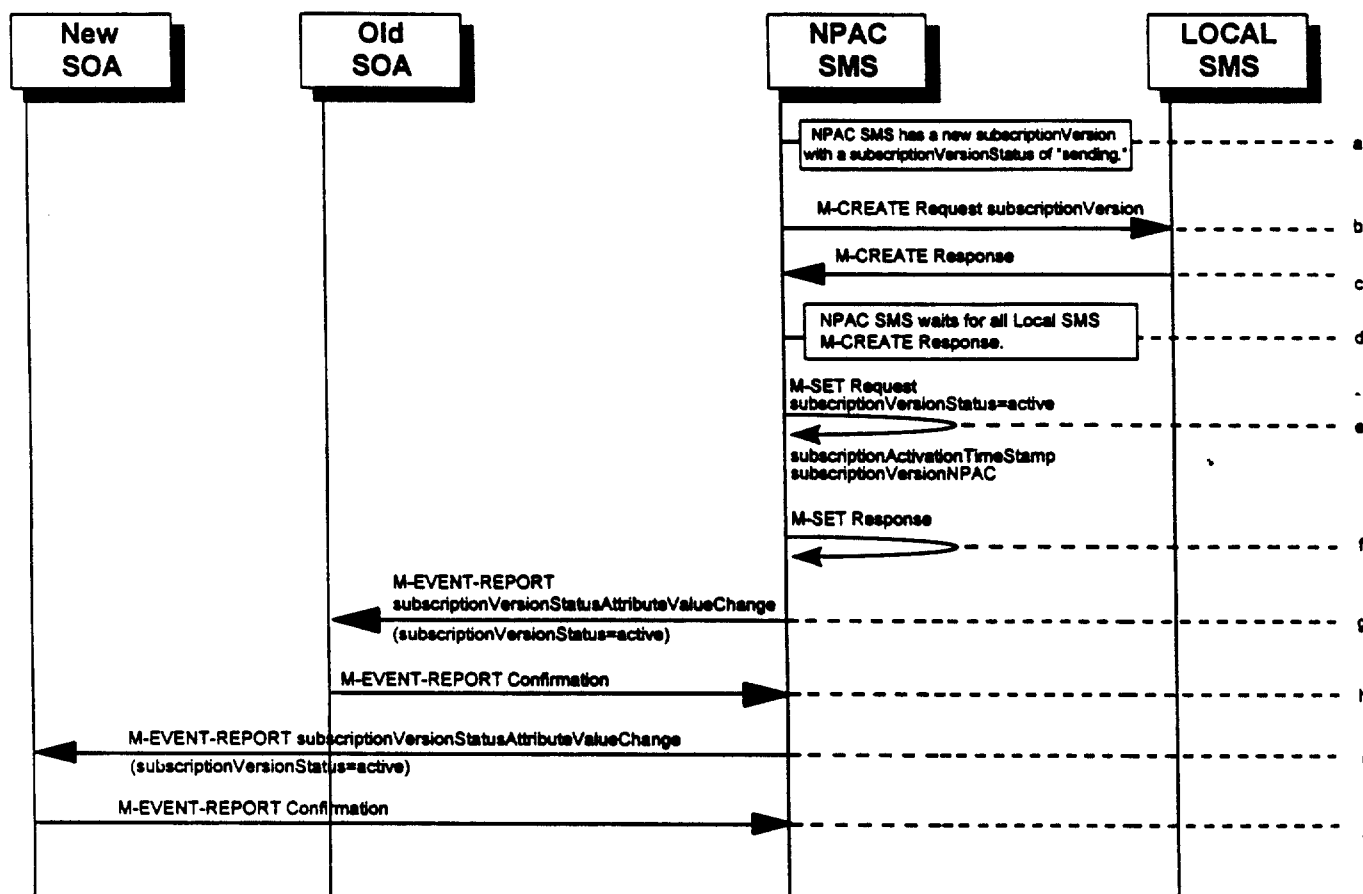 New
SOA
Old
SOA
NPAC
SMS
LOCAL
SMS
NPAC SMS has a new subscriptionVersion
with a subscriptionVersionStatus of "sending."
a
M-CREATE Request subscriptionVersion
b
M-CREATE Response
c
NPAC SMS waits for all Local SMS
M-CREATE Response.
d
M-SET Request
subscriptionVersionStatus=active
e
subscriptionActivationTimeStamp
subscriptionVersionNPAC
M-SET Response
f
M-EVENT-REPORT
subscriptionVersionStatusAttributeValueChange
(subscriptionVersionStatus=active)
g
M-EVENT-REPORT Confirmation
h
M-EVENT-REPORT subscriptionVersionStatusAttributeValueChange
(subscriptionVersionStatus=active)
M-EVENT-REPORT Confirmation